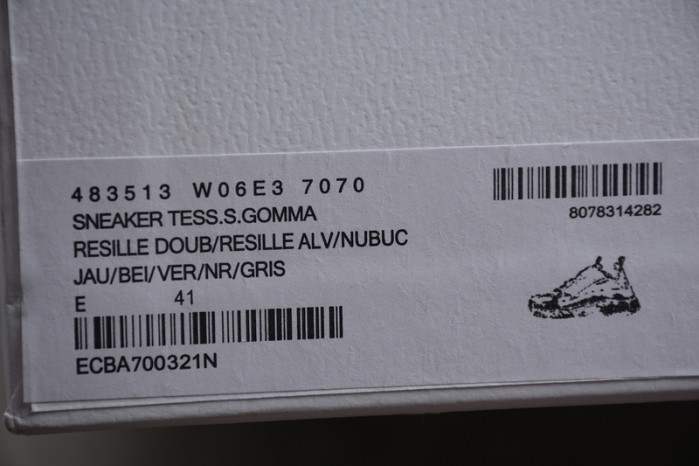 483513 W06E3 7070
SNEAKER TESS.S.GOMMA
RESILLE DOUB/RESILLE ALV/NUBUC
JAU/BEI/VER/NR/GRIS
E 41
ECBA700321N
8078314282